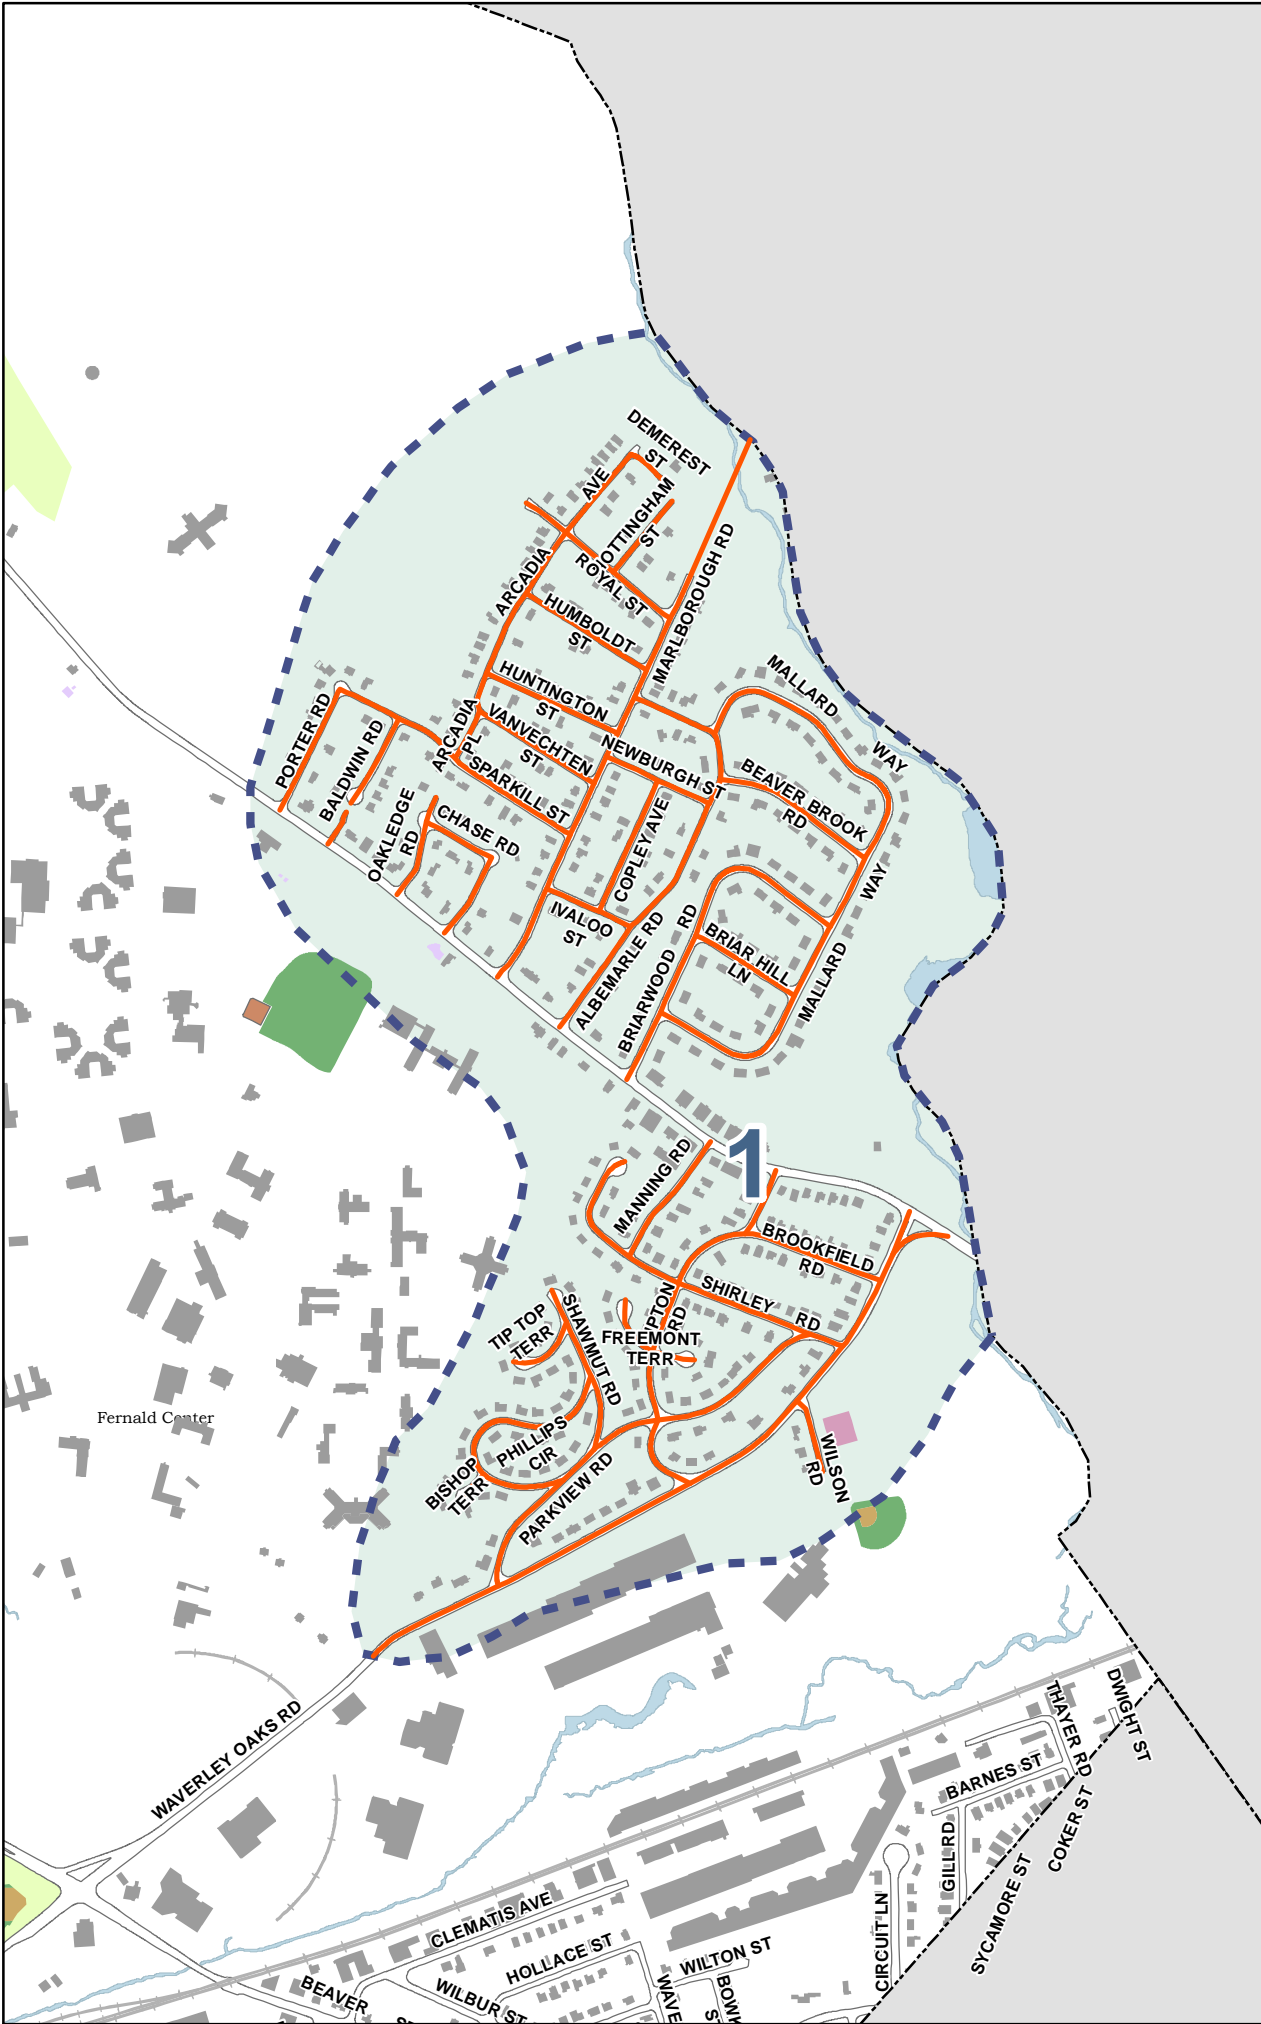 DEMEREST
ST
AVE
OTTINGHAM
ST
ROYAL ST
ARCADIA
MARLBOROUGH RD
HUMBOLDT
ST
HUNTINGTON
ST
MALLARD
WAY
PORTER RD
BALDWIN RD
ARCADIA
PL
VANVECHTEN
ST
NEWBURGH ST
SPARKILL ST
BEAVER BROOK
RD
OAKLEDGE
RD
CHASE RD
COPLEY AVE
WAY
IVALOO
ST
ALBEMARLE RD
BRIARWOOD
RD
BRIAR HILL
LN
MALLARD
1
MANNING RD
BROOKFIELD
RD
SHIRLEY
RD
TIP TOP
TERR
SHAWMUT RD
PTON
RD
FREEMONT
TERR
Fernald Center
PHILLIPS
CIR
BISHOP
TERR
PARKVIEW RD
WILSON
RD
WAVERLEY OAKS RD
THAYER RD
DWIGHT ST
BARNES ST
COKER ST
GILL RD
SYCAMORE ST
CIRCUIT LN
CLEMATIS AVE
HOLLACE ST
WILTON ST
BEAVER
WILBUR ST
WAVE
BOWK